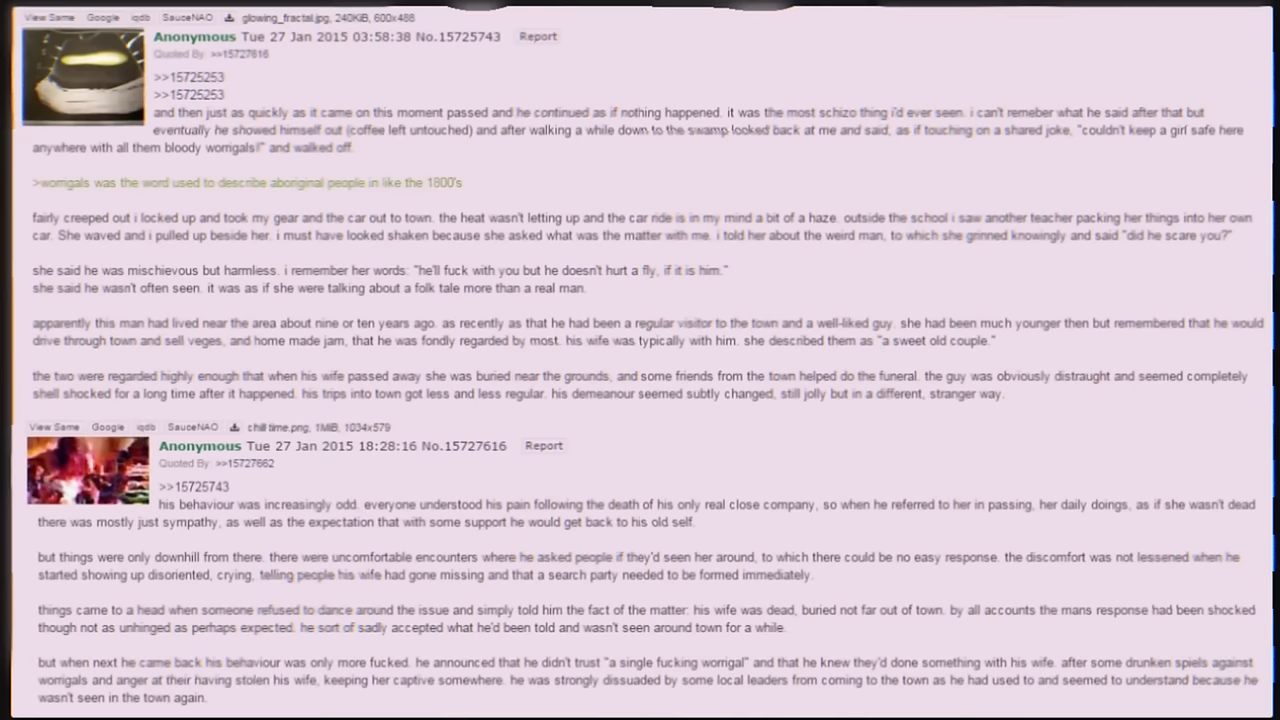 View Same Google iqdb SauceNAO glowing_fractal.jpg, 240KiB, 600x488
Anonymous Tue 27 Jan 2015 03:58:38 No.15725743 Report
Quoted By: >>15727616
>>15725253
>>15725253
and then just as quickly as it came on this moment passed and he continued as if nothing happened. it was the most schizo thing i'd ever seen. i can't remeber what he said after that but
eventually he showed himself out (coffee left untouched) and after walking a while down to the swamp looked back at me and said, as if touching on a shared joke, "couldn't keep a girl safe here
anywhere with all them bloody worrigals!" and walked off.
>worrigals was the word used to describe aboriginal people in like the 1800's
fairly creeped out i locked up and took my gear and the car out to town. the heat wasn't letting up and the car ride is in my mind a bit of a haze. outside the school i saw another teacher packing her things into her own
car. She waved and i pulled up beside her. i must have looked shaken because she asked what was the matter with me. i told her about the weird man, to which she grinned knowingly and said "did he scare you?"
she said he was mischievous but harmless. i remember her words: "he'll fuck with you but he doesn't hurt a fly, if it is him."
she said he wasn't often seen. it was as if she were talking about a folk tale more than a real man.
apparently this man had lived near the area about nine or ten years ago. as recently as that he had been a regular visitor to the town and a well-liked guy. she had been much younger then but remembered that he would
drive through town and sell veges, and home made jam, that he was fondly regarded by most. his wife was typically with him. she described them as "a sweet old couple."
the two were regarded highly enough that when his wife passed away she was buried near the grounds, and some friends from the town helped do the funeral. the guy was obviously distraught and seemed completely
shell shocked for a long time after it happened. his trips into town got less and less regular. his demeanour seemed subtly changed, still jolly but in a different, stranger way.
View Same Google iqdb SauceNAO chill time.png, 1MiB, 1034x579
Anonymous Tue 27 Jan 2015 18:28:16 No.15727616 Report
Quoted By: >>15727662
>>15725743
his behaviour was increasingly odd. everyone understood his pain following the death of his only real close company, so when he referred to her in passing, her daily doings, as if she wasn't dead
there was mostly just sympathy, as well as the expectation that with some support he would get back to his old self.
but things were only downhill from there. there were uncomfortable encounters where he asked people if they'd seen her around, to which there could be no easy response. the discomfort was not lessened when he
started showing up disoriented, crying, telling people his wife had gone missing and that a search party needed to be formed immediately.
things came to a head when someone refused to dance around the issue and simply told him the fact of the matter: his wife was dead, buried not far out of town. by all accounts the mans response had been shocked
though not as unhinged as perhaps expected. he sort of sadly accepted what he'd been told and wasn't seen around town for a while.
but when next he came back his behaviour was only more fucked. he announced that he didn't trust "a single fucking worrigal" and that he knew they'd done something with his wife. after some drunken spiels against
worrigals and anger at their having stolen his wife, keeping her captive somewhere. he was strongly dissuaded by some local leaders from coming to the town as he had used to and seemed to understand because he
wasn't seen in the town again.